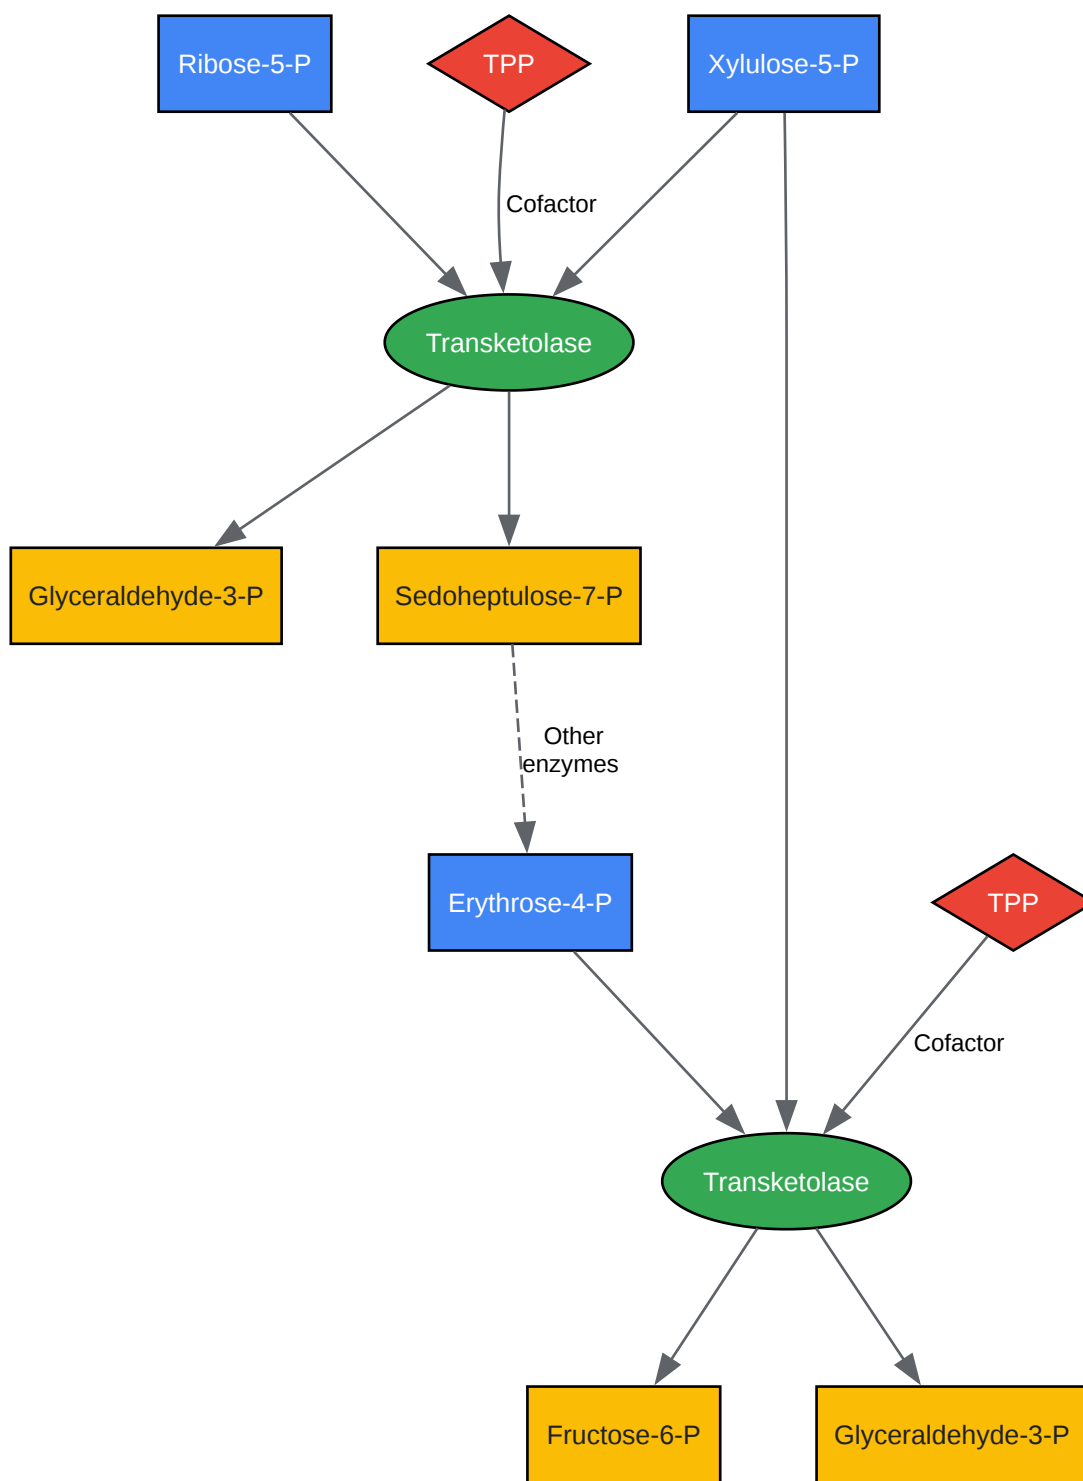 Ribose-5-P
TPP
Xylulose-5-P
Cofactor
Transketolase
Glyceraldehyde-3-P
Sedoheptulose-7-P
Other
enzymes
Erythrose-4-P
TPP
Cofactor
Transketolase
Fructose-6-P
Glyceraldehyde-3-P